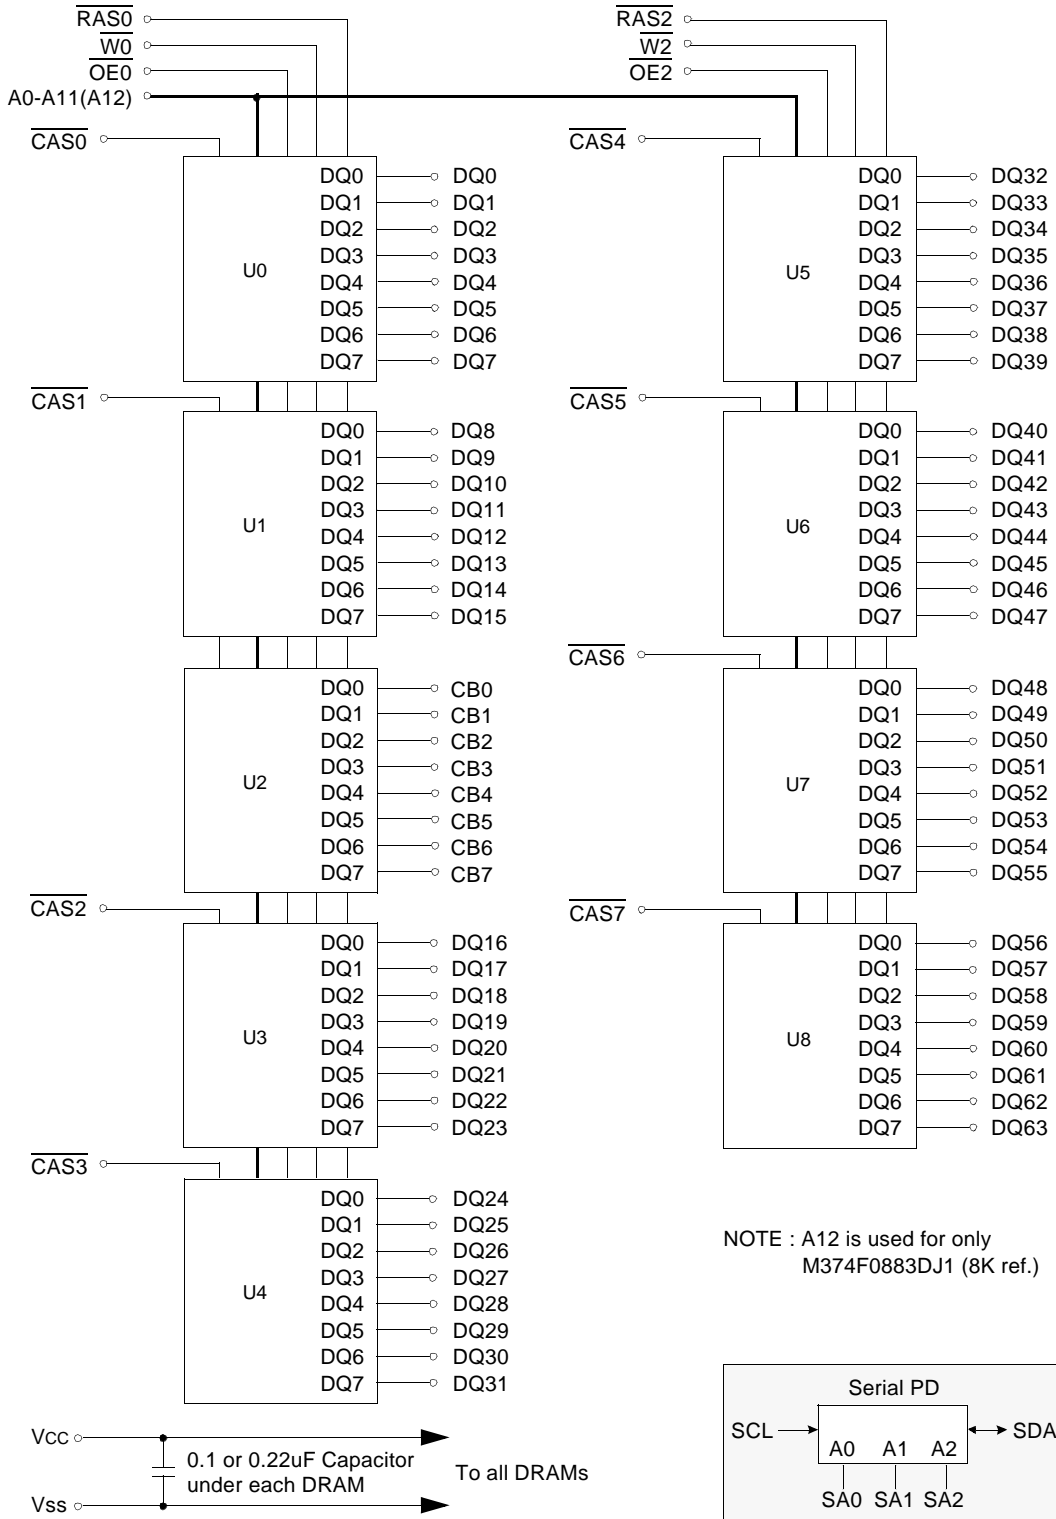 RAS0
W0
OE0
A0-A11(A12)
RAS2
W2
OE2
CAS0
U0
DQ0 DQ0
DQ1 DQ1
DQ2 DQ2
DQ3 DQ3
DQ4 DQ4
DQ5 DQ5
DQ6 DQ6
DQ7 DQ7
CAS1
U1
DQ0 DQ8
DQ1 DQ9
DQ2 DQ10
DQ3 DQ11
DQ4 DQ12
DQ5 DQ13
DQ6 DQ14
DQ7 DQ15
U2
DQ0 CB0
DQ1 CB1
DQ2 CB2
DQ3 CB3
DQ4 CB4
DQ5 CB5
DQ6 CB6
DQ7 CB7
CAS2
U3
DQ0 DQ16
DQ1 DQ17
DQ2 DQ18
DQ3 DQ19
DQ4 DQ20
DQ5 DQ21
DQ6 DQ22
DQ7 DQ23
CAS3
U4
DQ0 DQ24
DQ1 DQ25
DQ2 DQ26
DQ3 DQ27
DQ4 DQ28
DQ5 DQ29
DQ6 DQ30
DQ7 DQ31
CAS4
U5
DQ0 DQ32
DQ1 DQ33
DQ2 DQ34
DQ3 DQ35
DQ4 DQ36
DQ5 DQ37
DQ6 DQ38
DQ7 DQ39
CAS5
U6
DQ0 DQ40
DQ1 DQ41
DQ2 DQ42
DQ3 DQ43
DQ4 DQ44
DQ5 DQ45
DQ6 DQ46
DQ7 DQ47
CAS6
U7
DQ0 DQ48
DQ1 DQ49
DQ2 DQ50
DQ3 DQ51
DQ4 DQ52
DQ5 DQ53
DQ6 DQ54
DQ7 DQ55
CAS7
U8
DQ0 DQ56
DQ1 DQ57
DQ2 DQ58
DQ3 DQ59
DQ4 DQ60
DQ5 DQ61
DQ6 DQ62
DQ7 DQ63
NOTE : A12 is used for only
M374F0883DJ1 (8K ref.)
Vcc
0.1 or 0.22uF Capacitor
under each DRAM
Vss
To all DRAMs
Serial PD
SCL
SDA
A0 A1 A2
SA0 SA1 SA2